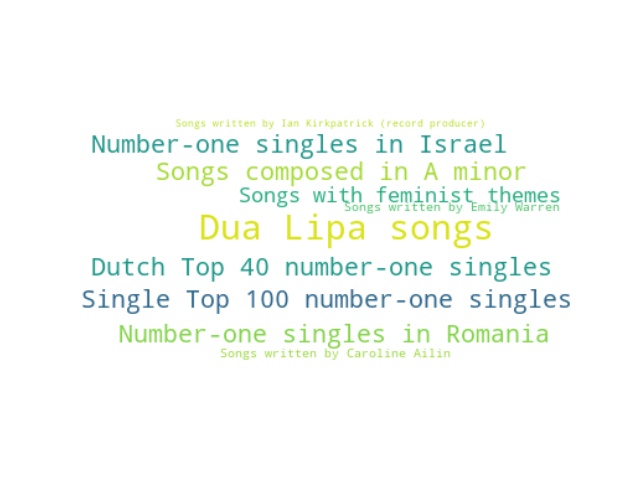 Songs written by Ian Kirkpatrick (record producer)
Number-one singles in Israel
Songs composed in A minor
Songs with feminist themes
Songs written by Emily Warren
Dua Lipa songs
Dutch Top 40 number-one singles
Single Top 100 number-one singles
Number-one singles in Romania
Songs written by Caroline Ailin